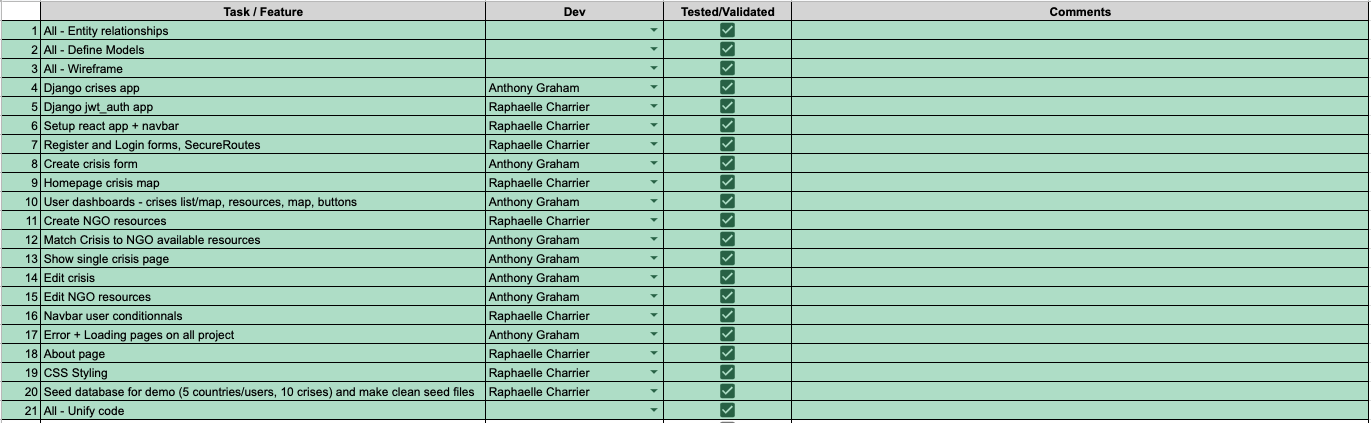 Task / Feature Dev Tested/Validated Comments
1 All - Entity relationships
2 All - Define Models
3 All - Wireframe
4 Django crises app Anthony Graham
5 Django jwt_auth app Raphaelle Charrier
6 Setup react app + navbar Raphaelle Charrier
7 Register and Login forms, SecureRoutes Raphaelle Charrier
8 Create crisis form Anthony Graham
9 Homepage crisis map Raphaelle Charrier
10 User dashboards - crises list/map, resources, map, buttons Anthony Graham
11 Create NGO resources Raphaelle Charrier
12 Match Crisis to NGO available resources Anthony Graham
13 Show single crisis page Anthony Graham
14 Edit crisis Anthony Graham
15 Edit NGO resources Anthony Graham
16 Navbar user conditionnals Raphaelle Charrier
17 Error + Loading pages on all project Anthony Graham
18 About page Raphaelle Charrier
19 CSS Styling Raphaelle Charrier
20 Seed database for demo (5 countries/users, 10 crises) and make clean seed files Raphaelle Charrier
21 All - Unify code